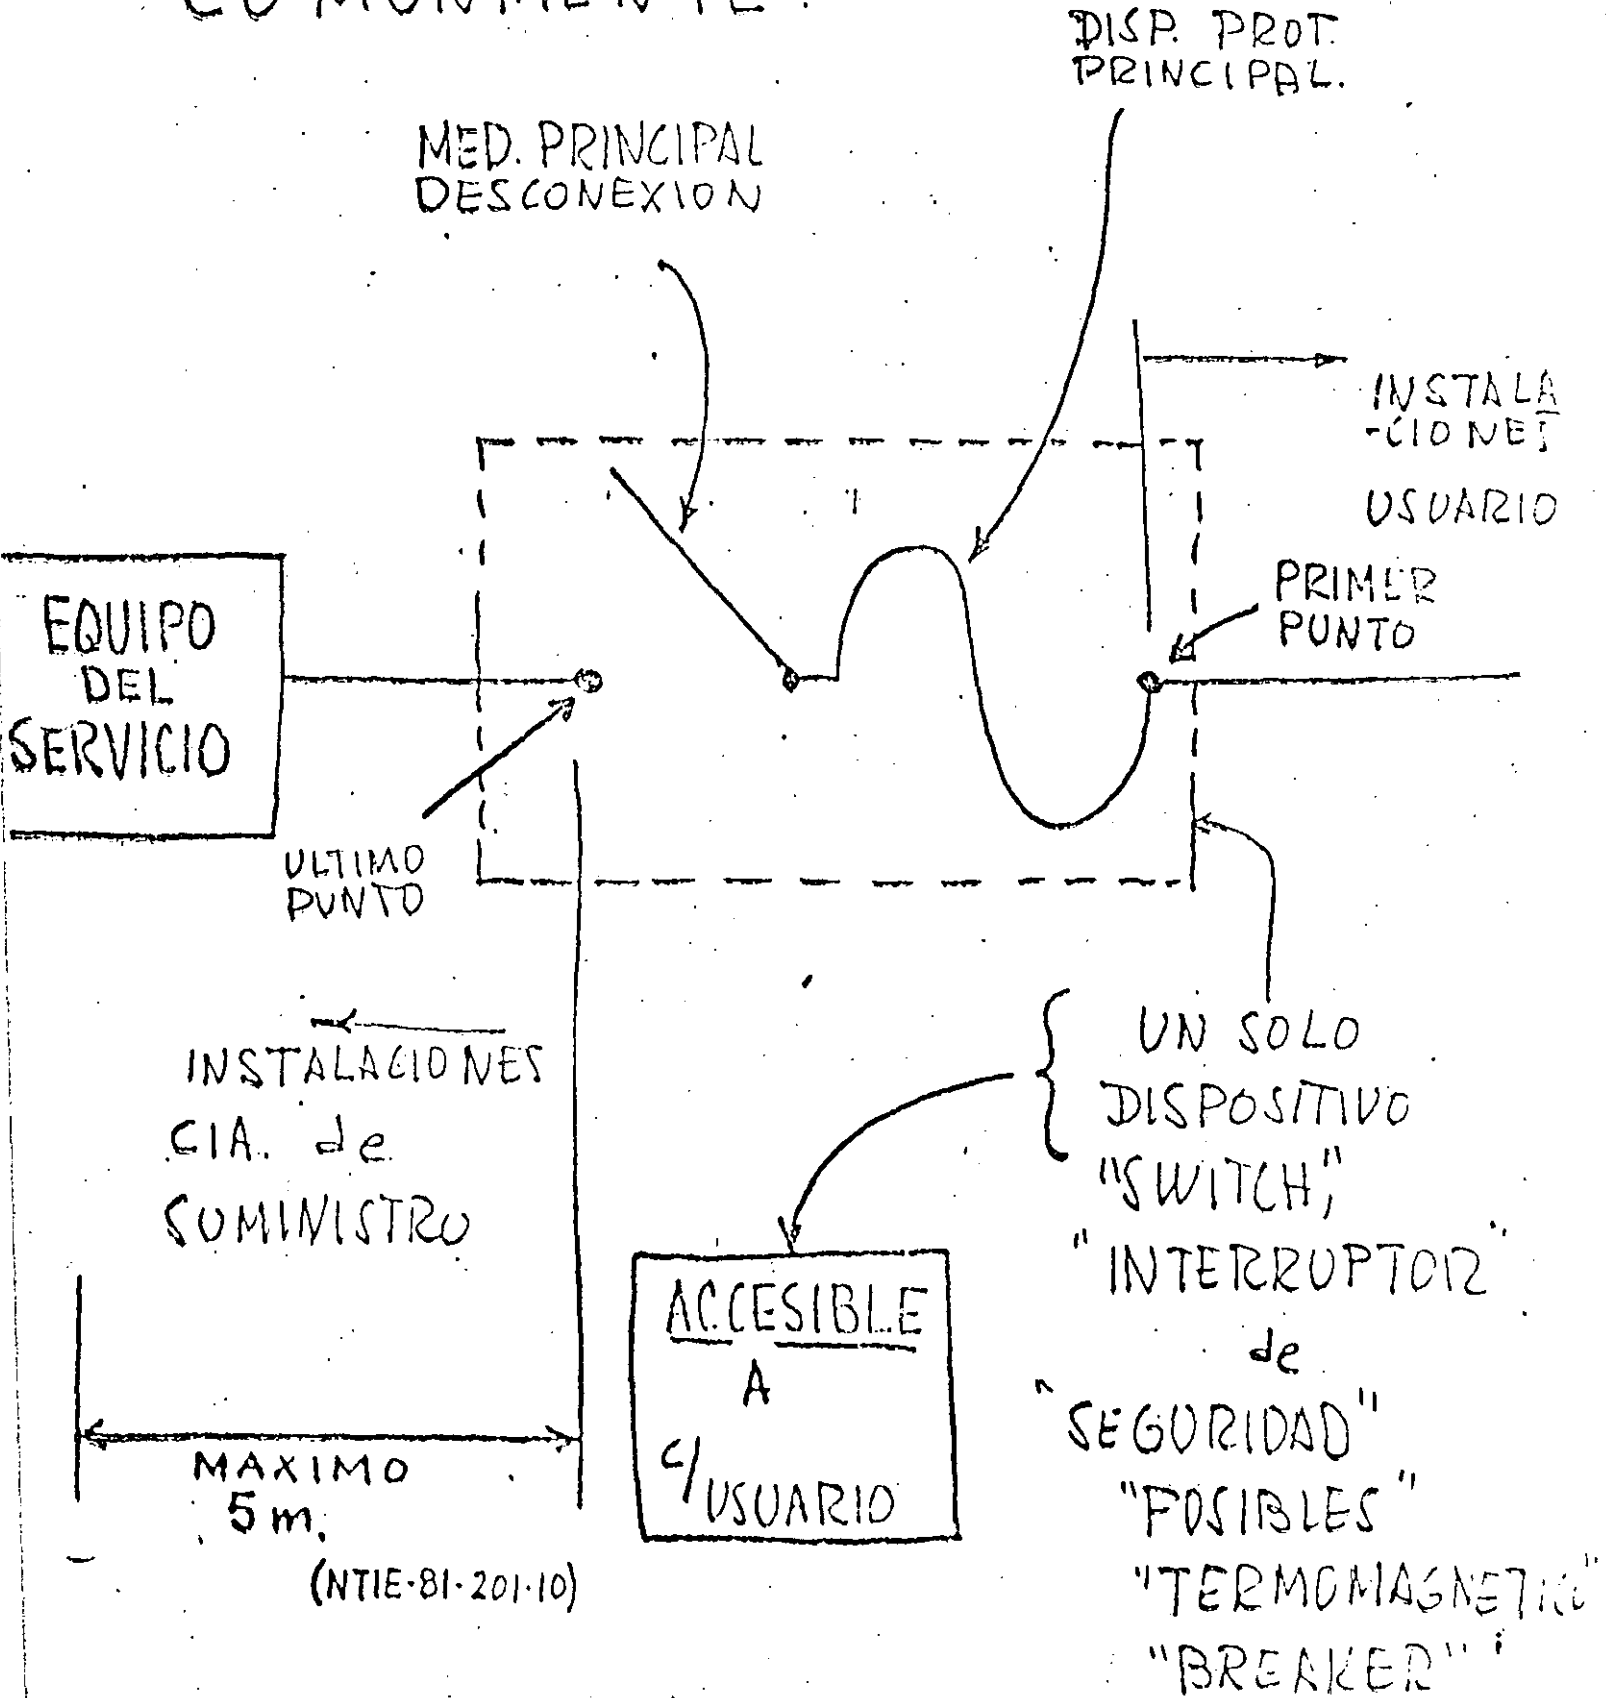 COMUNMENTE:
DISP. PROT.
PRINCIPAL.
MED. PRINCIPAL
DESCONEXION
INSTALA
-CIONES
USUARIO
PRIMER
PUNTO
EQUIPO
DEL
SERVICIO
ULTIMO
PUNTO
INSTALACIONES
CIA. de
SUMINISTRO
MAXIMO
5 m.
(NTIE-81-201-10)
ACCESIBLE
A
C/USUARIO
UN SOLO
DISPOSITIVO
"SWITCH",
"INTERRUPTOR"
de
"SEGURIDAD"
"FUSIBLES"
"TERMOMAGNETICO"
"BREAKER"